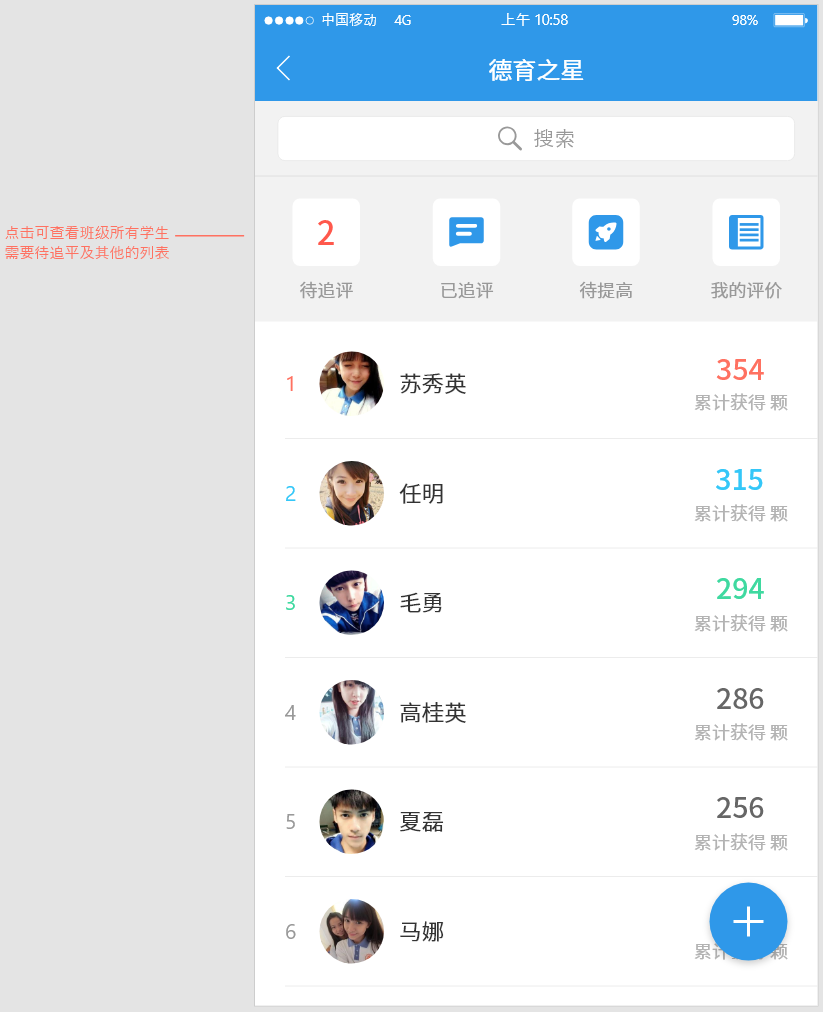 中国移动 4G 上午 10:58 98%
德育之星
搜索
点击可查看班级所有学生
需要待追平及其他的列表
2
待追评 已追评 待提高 我的评价
1 苏秀英 354
累计获得 颗
2 任明 315
累计获得 颗
3 毛勇 294
累计获得 颗
4 高桂英 286
累计获得 颗
5 夏磊 256
累计获得 颗
6 马娜
累计获得 颗